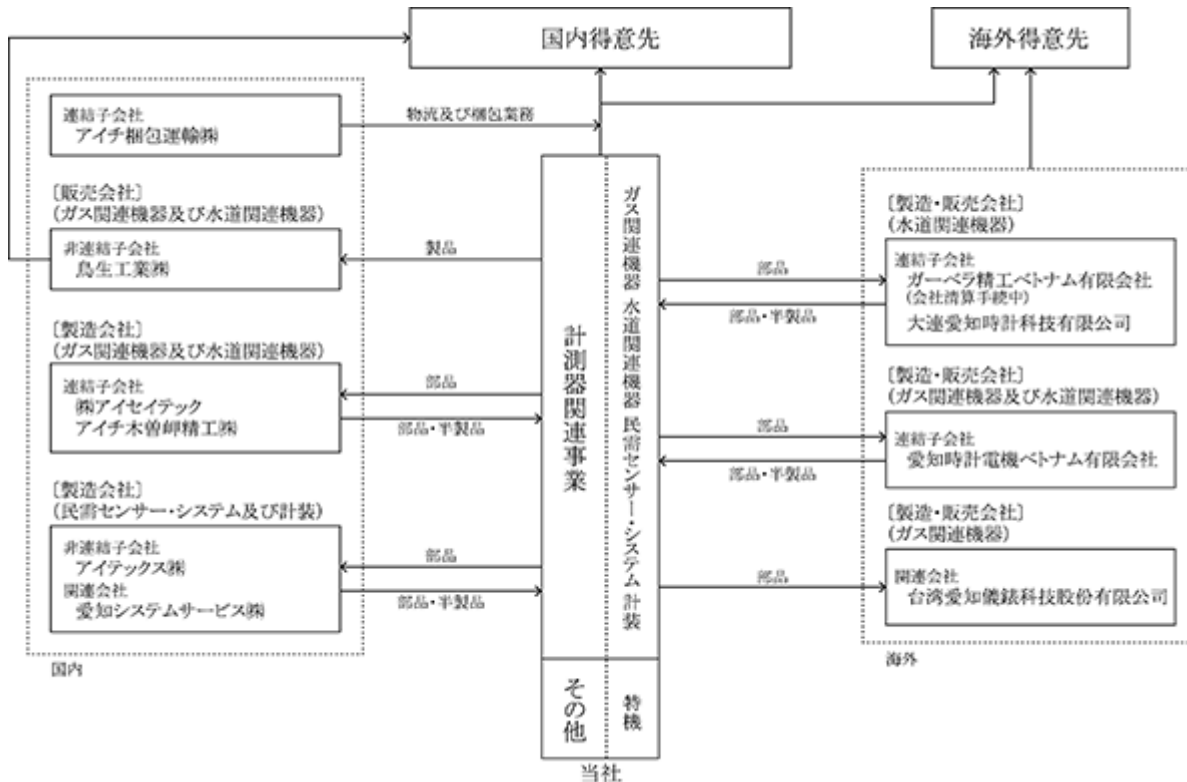 国内得意先
海外得意先
連結子会社
アイチ梱包運輸㈱
物流及び梱包業務
〔販売会社〕
(ガス関連機器及び水道関連機器)
非連結子会社
鳥生工業㈱
製品
〔製造会社〕
(ガス関連機器及び水道関連機器)
連結子会社
㈱アイセイテック
アイチ木曽岬精工㈱
部品
部品・半製品
〔製造会社〕
(民需センサー・システム及び計装)
非連結子会社
アイテックス㈱
関連会社
愛知システムサービス㈱
部品
部品・半製品
国内
計測器関連事業
ガス関連機器 水道関連機器 民需センサー・システム 計装
その他
特機
当社
〔製造・販売会社〕
(水道関連機器)
連結子会社
ガーベラ精工ベトナム有限会社
(会社清算手続中)
大連愛知時計科技有限公司
部品
部品・半製品
〔製造・販売会社〕
(ガス関連機器及び水道関連機器)
連結子会社
愛知時計電機ベトナム有限会社
部品
部品・半製品
〔製造・販売会社〕
(ガス関連機器)
関連会社
台湾愛知儀錶科技股份有限公司
部品
海外